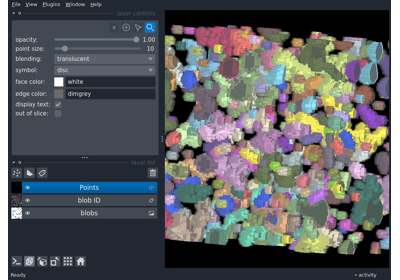 File View Plugins Window Help
layer controls
opacity: 1.00
point size: 10
blending: translucent
symbol: disc
face color: white
edge color: dimgrey
display text:
out of slice:
layer list
Points
blob ID
blobs
Ready
activity